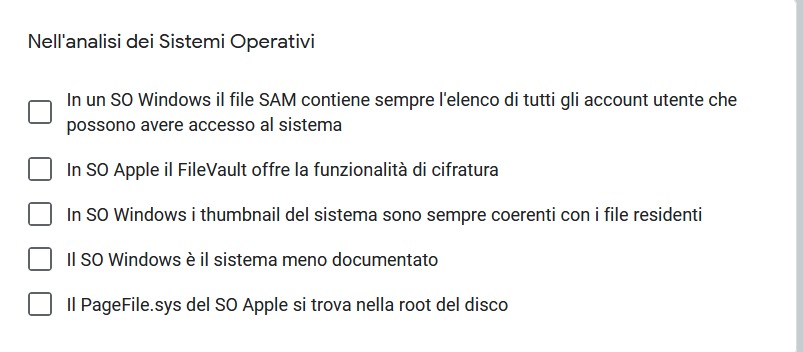 Nell'analisi dei Sistemi Operativi
In un SO Windows il file SAM contiene sempre l'elenco di tutti gli account utente che
possono avere accesso al sistema
In SO Apple il FileVault offre la funzionalità di cifratura
In SO Windows i thumbnail del sistema sono sempre coerenti con i file residenti
Il SO Windows è il sistema meno documentato
Il PageFile.sys del SO Apple si trova nella root del disco